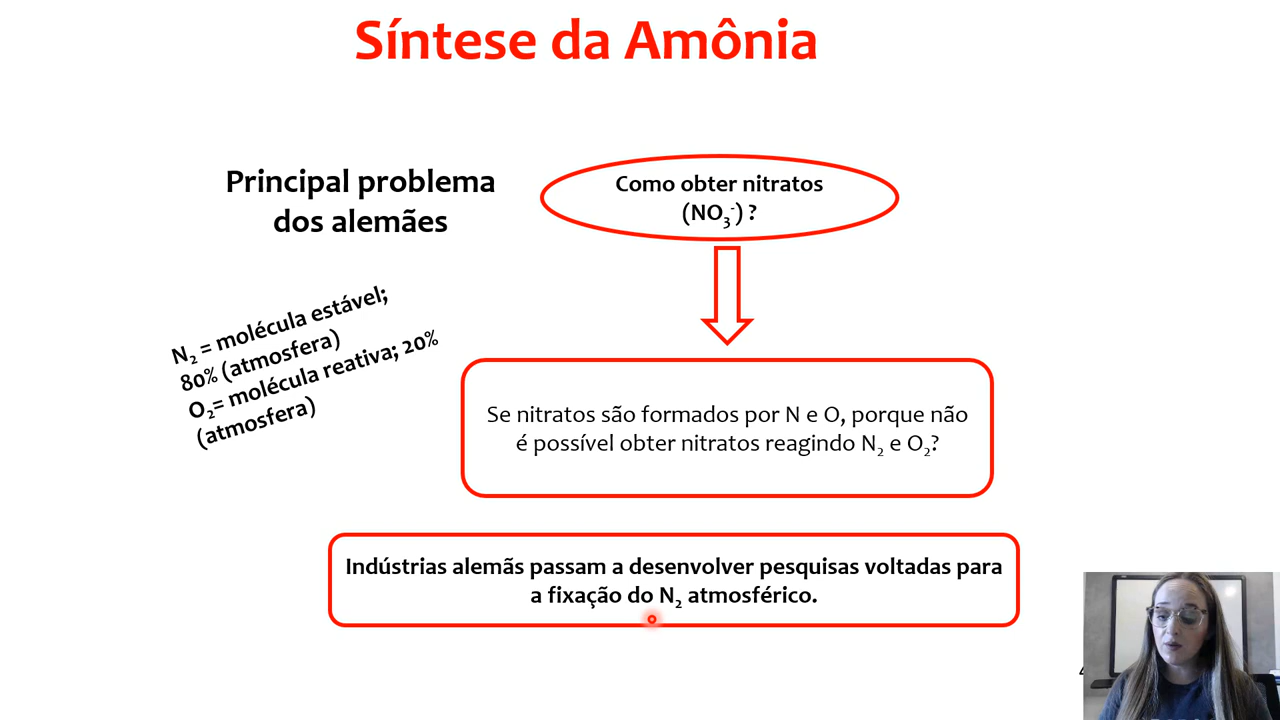 Síntese da Amônia
Principal problema
dos alemães
Como obter nitratos
(NO₃⁻) ?
N₂ = molécula estável;
80% (atmosfera)
O₂= molécula reativa; 20%
(atmosfera)
Se nitratos são formados por N e O, porque não
é possível obter nitratos reagindo N₂ e O₂?
Indústrias alemãs passam a desenvolver pesquisas voltadas para
a fixação do N₂ atmosférico.